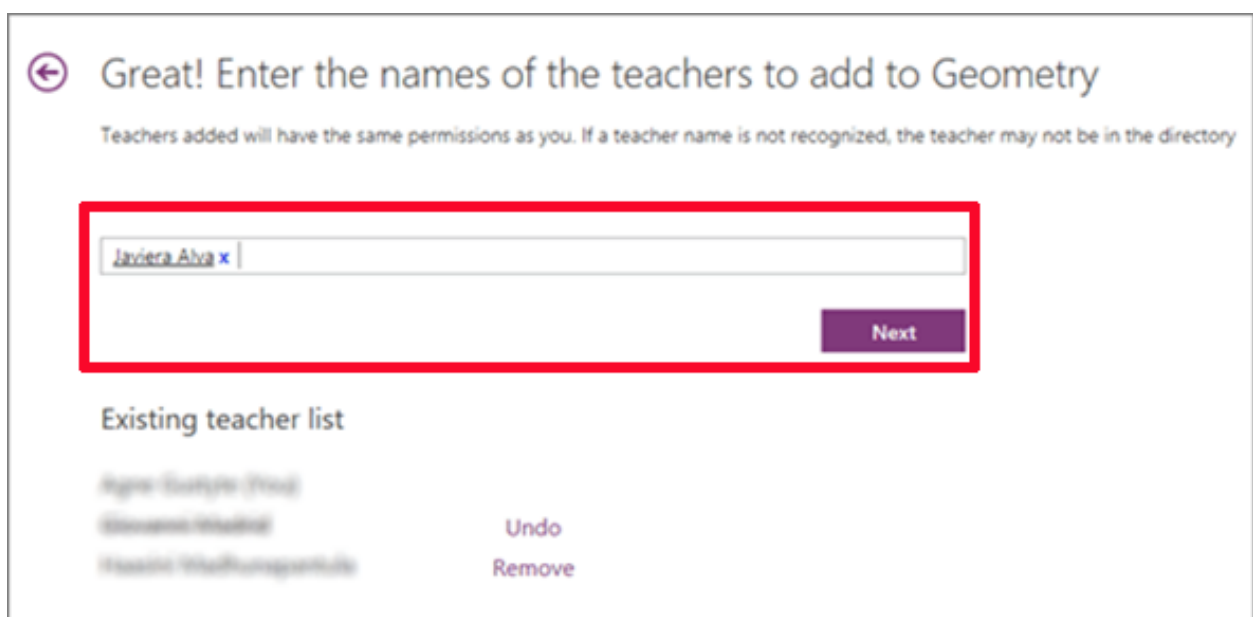 Great! Enter the names of the teachers to add to Geometry
Teachers added will have the same permissions as you. If a teacher name is not recognized, the teacher may not be in the directory
Javiera Alva x
Next
Existing teacher list
(You)
Undo
Remove